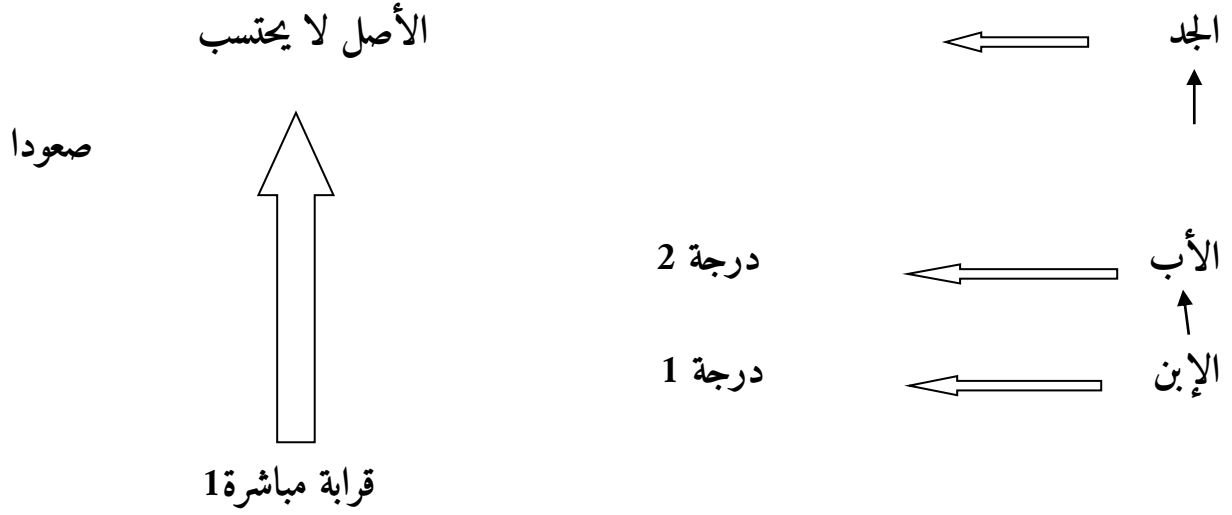 الجد الأصل لا يحتسب
صعودا
الأب درجة 2
الإبن درجة 1
قرابة مباشرة1